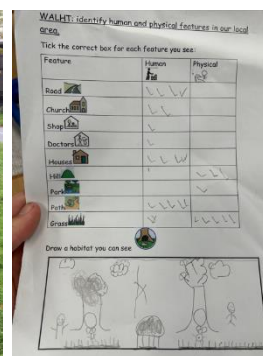 WALHT: identify human and physical features in our local
area.
Tick the correct box for each feature you see:
Feature Human Physical
Road
Church
Shop
Doctors
Houses
Hill
Park
Path
Grass
Draw a habitat you can see